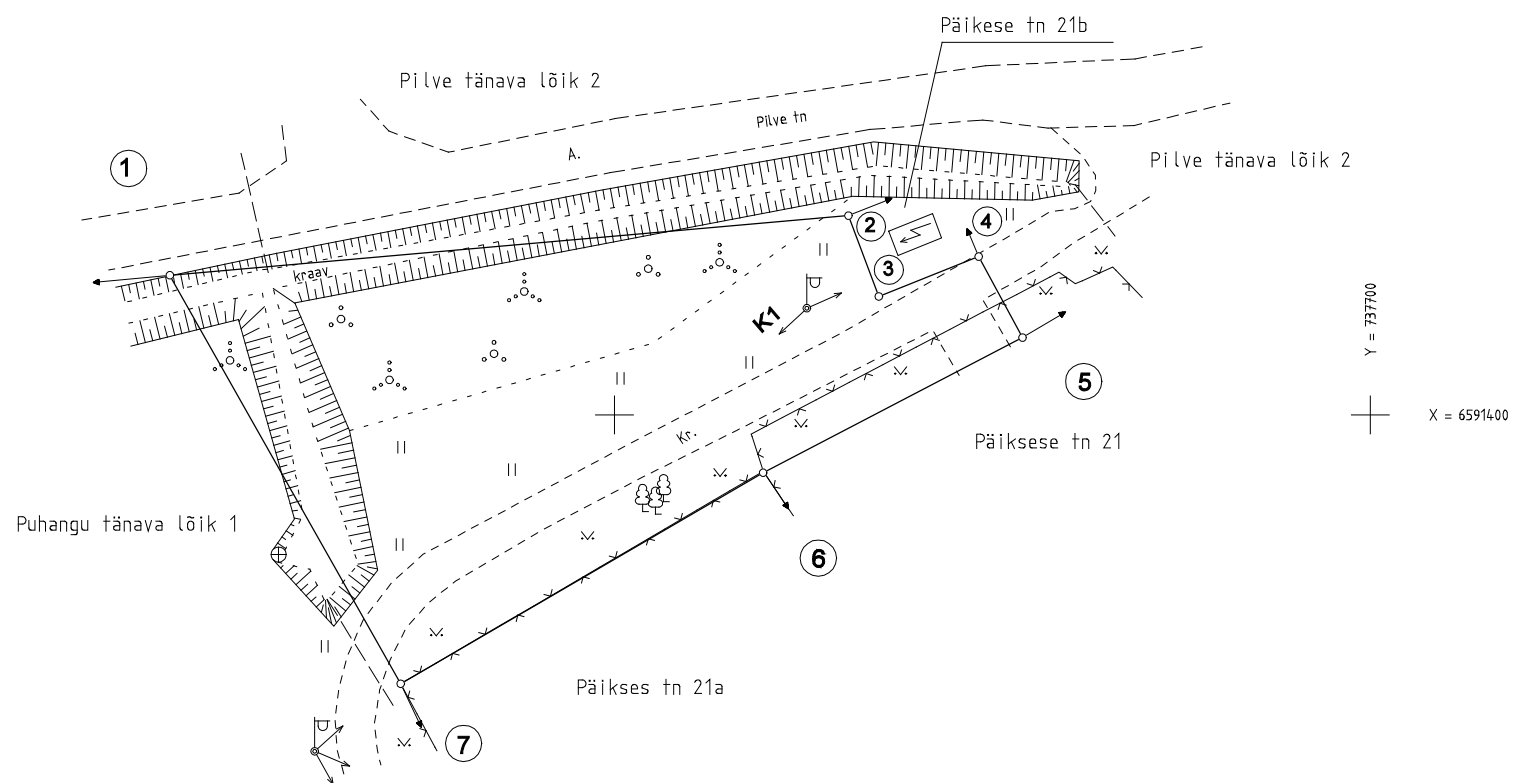 Päikese tn 21b
Pilve tänava lõik 2
Pilve tn
A.
1
Pilve tänava lõik 2
2
4
3
kraav
K1
Y = 737700
5
X = 6591400
Kr.
Päiksese tn 21
Puhangu tänava lõik 1
6
Päikses tn 21a
7